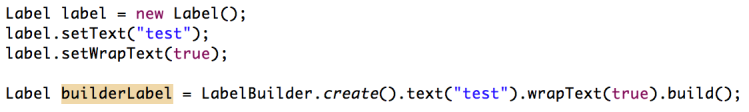 Label label = new Label();
label.setText("test");
label.setWrapText(true);
Label builderLabel = LabelBuilder.create().text("test").wrapText(true).build();